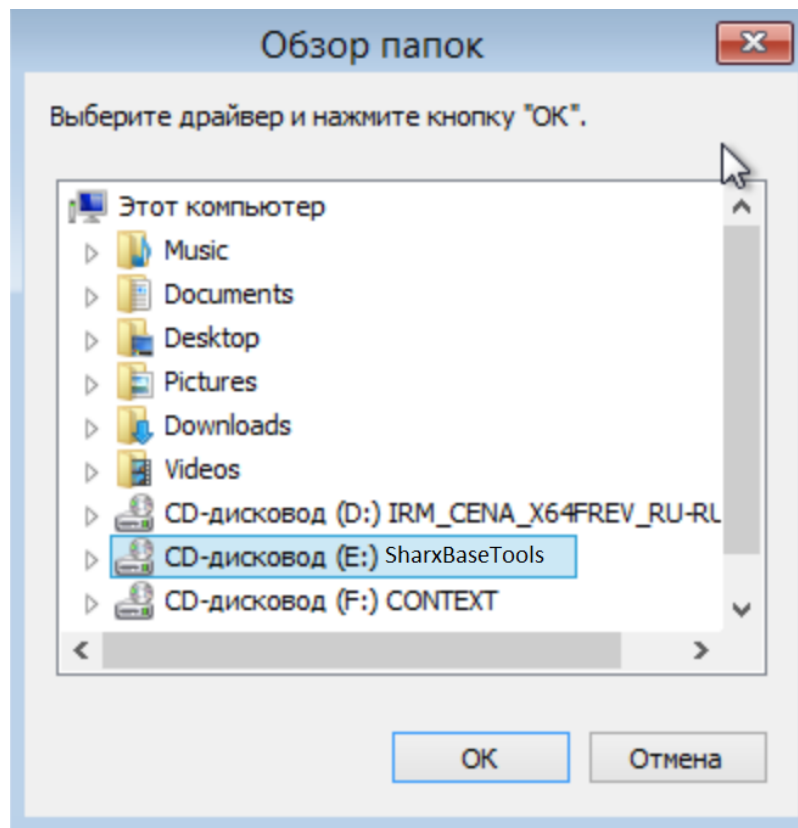 Обзор папок
Выберите драйвер и нажмите кнопку "ОК".
Этот компьютер
Music
Documents
Desktop
Pictures
Downloads
Videos
CD-дисковод (D:) IRM_CENA_X64FREV_RU-RU
CD-дисковод (E:) SharxBaseTools
CD-дисковод (F:) CONTEXT
ОК
Отмена